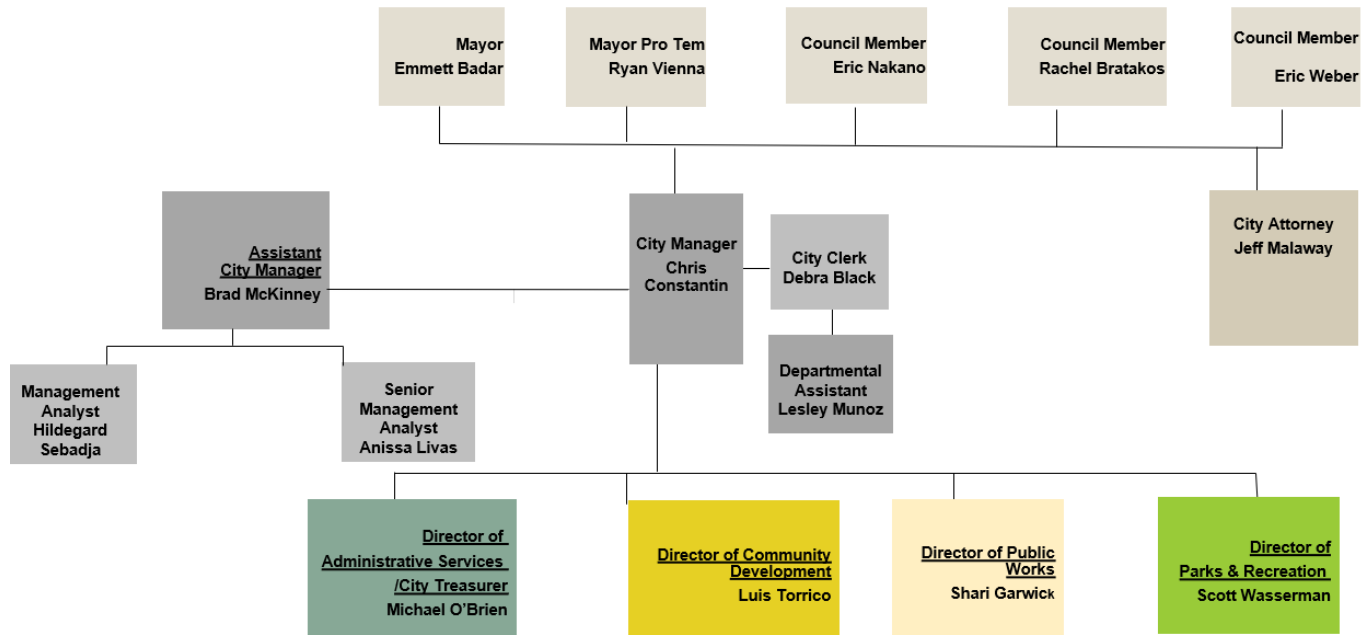 Mayor
Emmett Badar
Mayor Pro Tem
Ryan Vienna
Council Member
Eric Nakano
Council Member
Rachel Bratakos
Council Member
Eric Weber
Assistant
City Manager
Brad McKinney
City Manager
Chris
Constantin
City Clerk
Debra Black
City Attorney
Jeff Malaway
Management
Analyst
Hildegard
Sebadja
Senior
Management
Analyst
Anissa Livas
Departmental
Assistant
Lesley Munoz
Director of
Administrative Services
/City Treasurer
Michael O’Brien
Director of Community
Development
Luis Torrico
Director of Public
Works
Shari Garwick
Director of
Parks & Recreation
Scott Wasserman